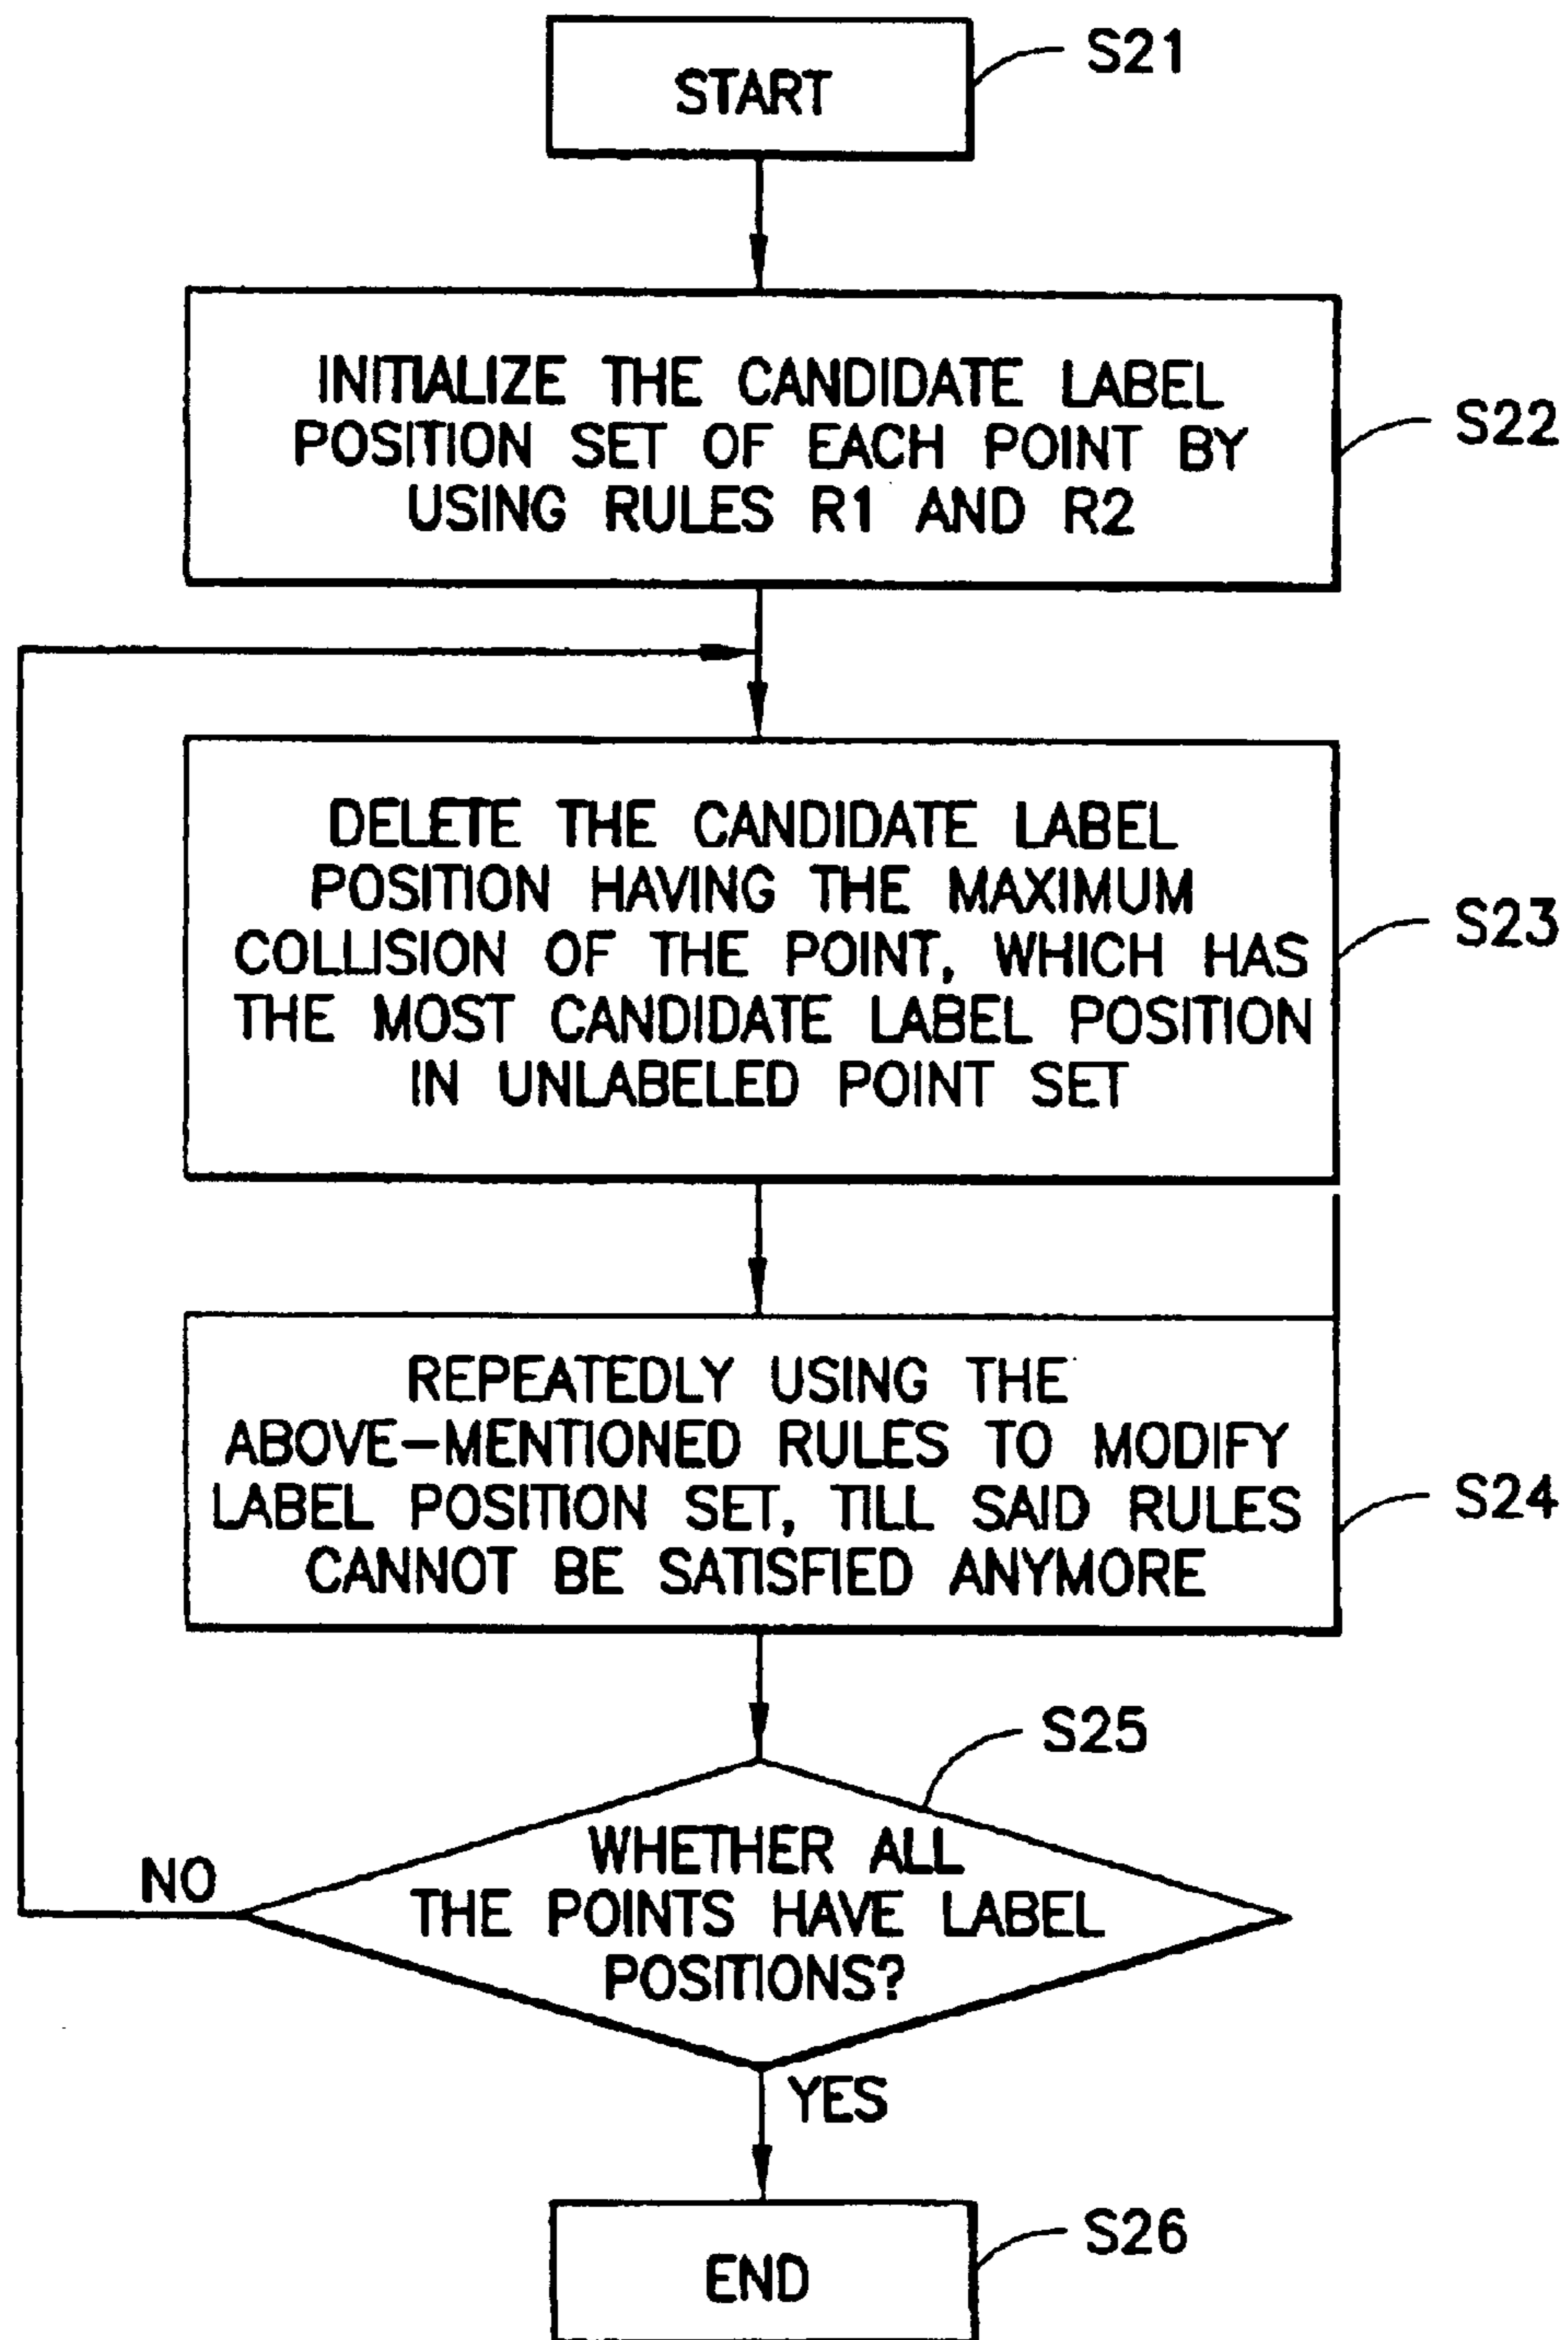 START
S21
INITIALIZE THE CANDIDATE LABEL
POSITION SET OF EACH POINT BY
USING RULES R1 AND R2
S22
DELETE THE CANDIDATE LABEL
POSITION HAVING THE MAXIMUM
COLLISION OF THE POINT, WHICH HAS
THE MOST CANDIDATE LABEL POSITION
IN UNLABELED POINT SET
S23
REPEATEDLY USING THE
ABOVE-MENTIONED RULES TO MODIFY
LABEL POSITION SET, TILL SAID RULES
CANNOT BE SATISFIED ANYMORE
S24
S25
WHETHER ALL
THE POINTS HAVE LABEL
POSITIONS?
NO
YES
END
S26